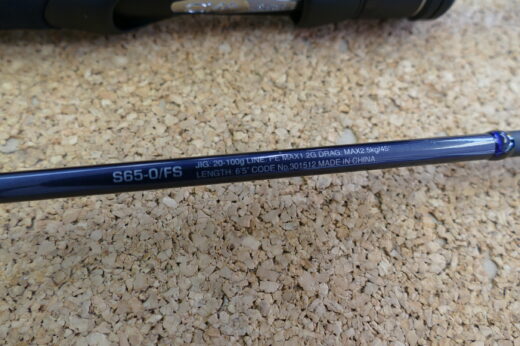 S65-0/FS
JIG: 20-100g LINE: PE MAX1.2G DRAG: MAX2.5kg/45°
LENGTH: 6'5" CODE No.301512 MADE IN CHINA